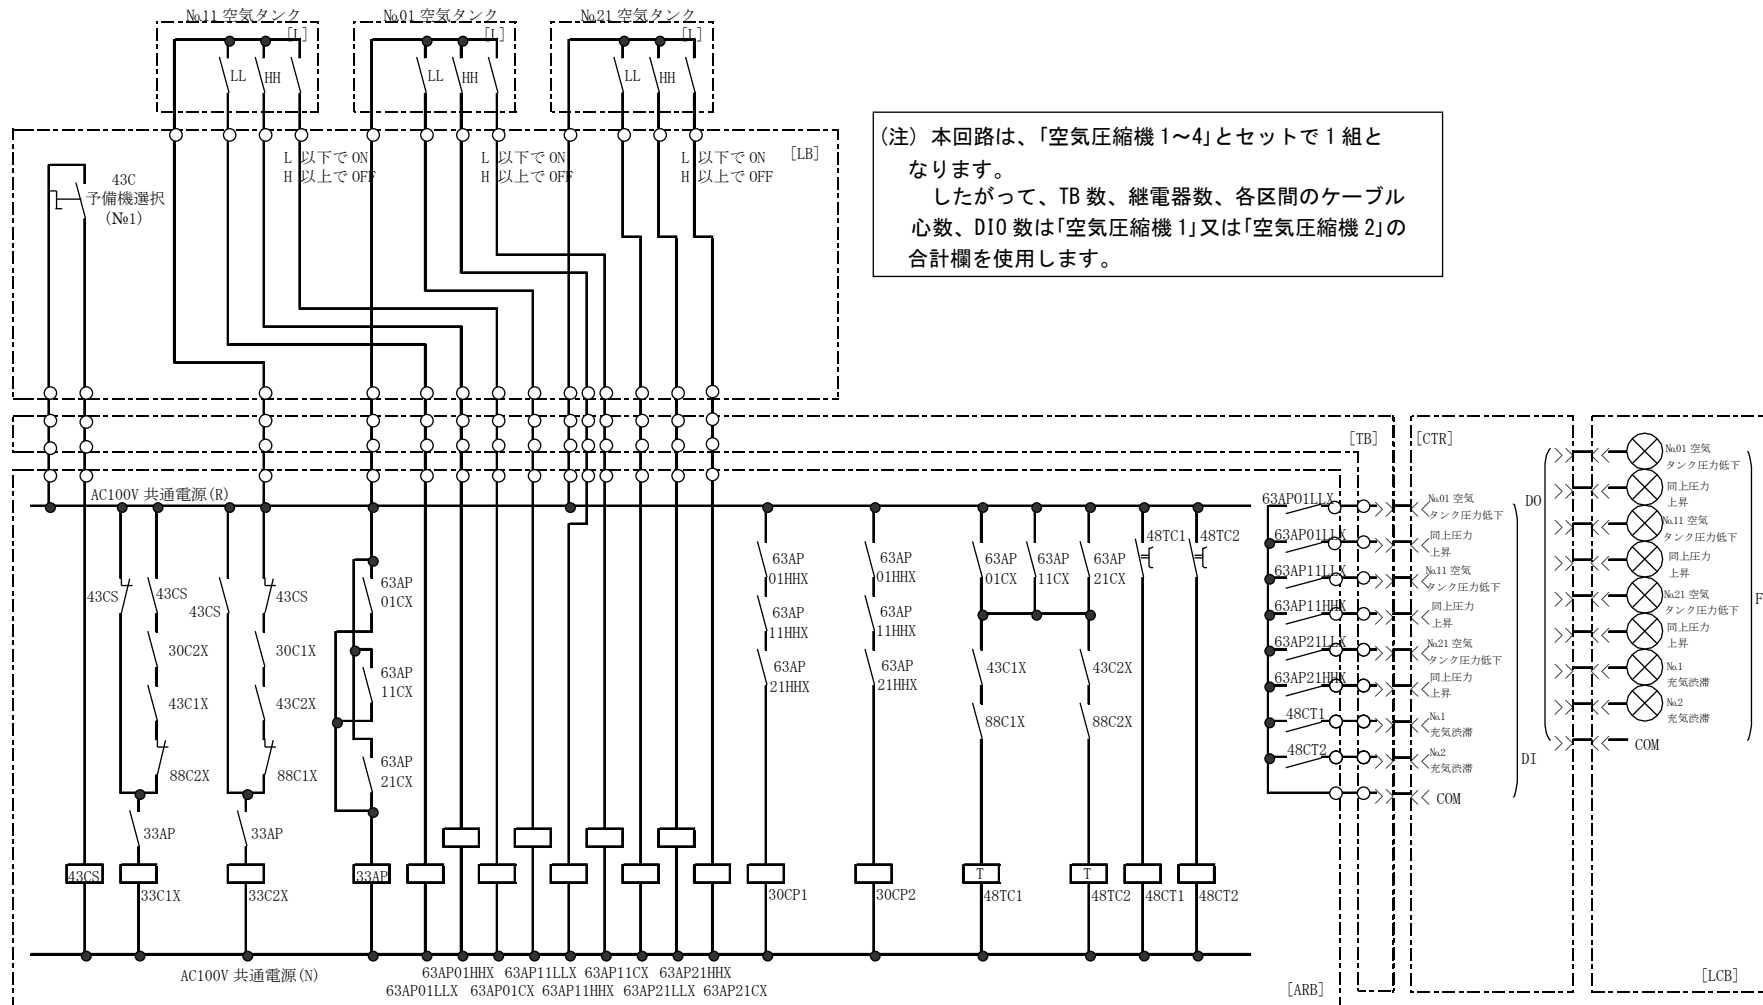 №11 空気タンク
№01 空気タンク
№21 空気タンク
[L]
[L]
[L]
LL
HH
LL
HH
LL
HH
(注) 本回路は、「空気圧縮機1～4」とセットで1組と
なります。
したがって、TB 数、継電器数、各区間のケーブル
心数、DIO 数は「空気圧縮機1」又は「空気圧縮機2」の
合計欄を使用します。
L 以下で ON
H 以上で OFF
L 以下で ON
H 以上で OFF
L 以下で ON
H 以上で OFF
[LB]
43C
予備機選択
(№1)
[TB]
[CTR]
AC100V 共通電源(R)
43CS
43CS
30C2X
43C1X
88C2X
33AP
43CS
43CS
30C1X
43C2X
88C1X
33AP
63AP
01CX
63AP
11CX
63AP
21CX
63AP
01HHX
63AP
11HHX
63AP
21HHX
63AP
01HHX
63AP
11HHX
63AP
21HHX
63AP
01CX
63AP
11CX
63AP
21CX
43C1X
88C1X
43C2X
88C2X
48TC1
48TC2
43CS
33C1X
33C2X
33AP
30CP1
30CP2
T
48TC1
T
48TC2
48CT1
48CT2
AC100V 共通電源(N)
63AP01HHX
63AP11LLX
63AP11CX
63AP21HHX
63AP01LLX
63AP01CX
63AP11HHX
63AP21LLX
63AP21CX
[ARB]
63AP01LLX
63AP01LLX
63AP11LLX
63AP11HHX
63AP21LLX
63AP21HHX
48CT1
48CT2
№01 空気
タンク圧力低下
同上圧力
上昇
№11 空気
タンク圧力低下
同上圧力
上昇
№21 空気
タンク圧力低下
同上圧力
上昇
№1
充気渋滞
№2
充気渋滞
COM
DI
DO
№01 空気
タンク圧力低下
同上圧力
上昇
№11 空気
タンク圧力低下
同上圧力
上昇
№21 空気
タンク圧力低下
同上圧力
上昇
№1
充気渋滞
№2
充気渋滞
COM
F
[LCB]